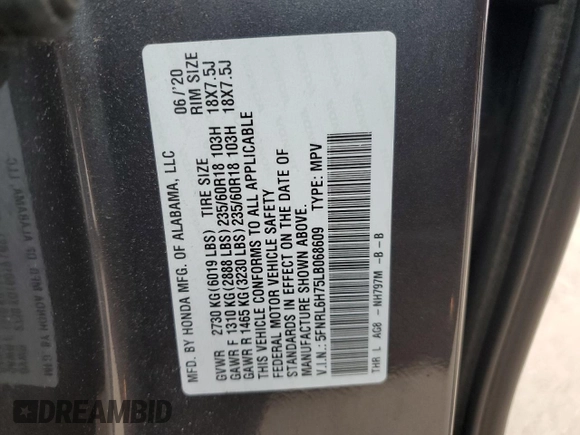 MFD. BY HONDA MFG. OF ALABAMA, LLC 06/'20
GVWR 2730 KG(6019 LBS) TIRE SIZE RIM SIZE
GAWR F 1310 KG(2888 LBS) 235/60R18 103H 18X7.5J
GAWR R 1465 KG(3230 LBS) 235/60R18 103H 18X7.5J
THIS VEHICLE CONFORMS TO ALL APPLICABLE
FEDERAL MOTOR VEHICLE SAFETY
STANDARDS IN EFFECT ON THE DATE OF
MANUFACTURE SHOWN ABOVE.
V.I.N.: 5FNRL6H75LB068609 TYPE: MPV
THR L AG8 -NH797M -B -B
DREAMBID